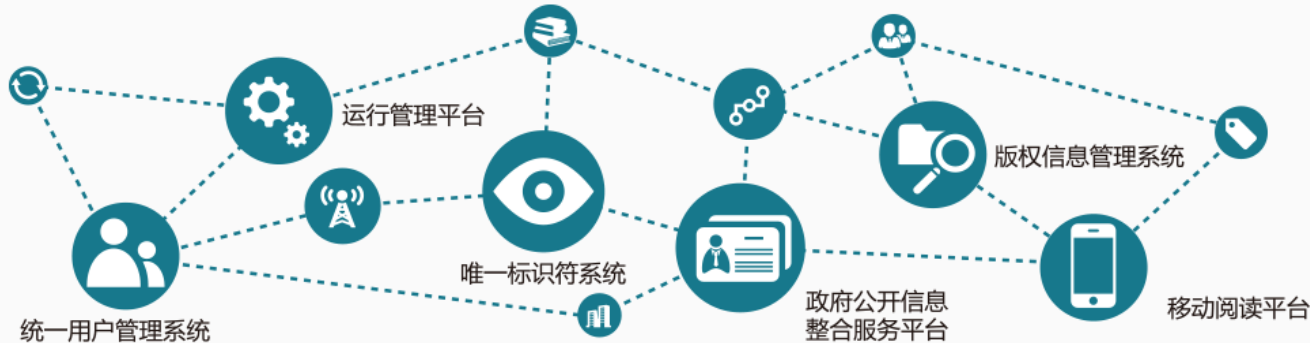 运行管理平台
版权信息管理系统
唯一标识符系统
政府公开信息
整合服务平台
移动阅读平台
统一用户管理系统